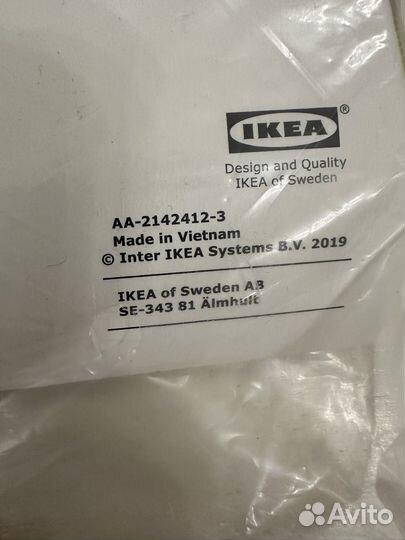 IKEA®
Design and Quality
IKEA of Sweden
AA-2142412-3
Made in Vietnam
© Inter IKEA Systems B.V. 2019
IKEA of Sweden AB
SE-343 81 Älmhult
Avito